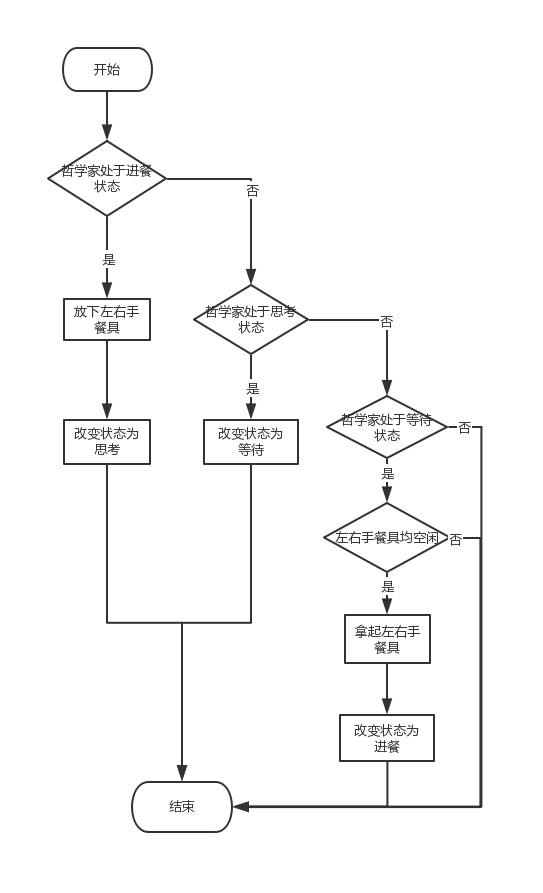 开始
哲学家处于进餐
状态
否
是
放下左右手
餐具
哲学家处于思考
状态
否
是
哲学家处于等待
状态
否
改变状态为
思考
改变状态为
等待
是
左右手餐具均空闲
否
是
拿起左右手
餐具
改变状态为
进餐
结束